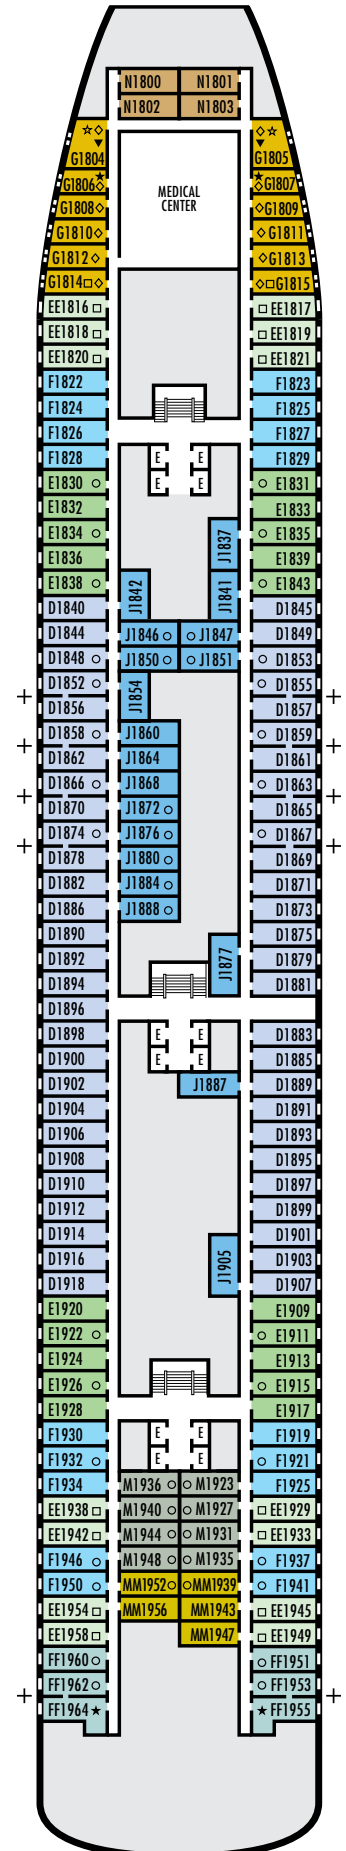 N1800 N1801
N1802 N1803
G1804 G1805
MEDICAL
CENTER
G1806 G1807
G1808 G1809
G1810 G1811
G1812 G1813
G1814 G1815
EE1816 EE1817
EE1818 EE1819
EE1820 EE1821
F1822 F1823
F1824 F1825
F1826 F1827
F1828 E E F1829
E1830 E E E1831
E1832 E1833
E1834 J1837 E1835
E1836 E1839
E1838 J1842 J1841 E1843
D1840 D1845
D1844 J1846 J1847 D1849
D1848 J1850 J1851 D1853
D1852 J1854 D1855
D1856 D1857
D1858 J1860 D1859
D1862 J1864 D1861
D1866 J1868 D1863
D1870 J1872 D1865
D1874 J1876 D1867
D1878 J1880 D1869
D1882 J1884 D1871
D1886 J1888 D1873
D1890 D1875
D1892 J1877 D1879
D1894 D1881
D1896
D1898 E E D1883
D1900 E E D1885
D1902 J1887 D1889
D1904 D1891
D1906 D1893
D1908 D1895
D1910 D1897
D1912 D1899
D1914 D1901
D1916 J1905 D1903
D1918 D1907
E1920 E1909
E1922 E1911
E1924 E1913
E1926 E1915
E1928 E1917
F1930 E E F1919
F1932 E E F1921
F1934 M1936 M1923 F1925
EE1938 M1940 M1927 EE1929
EE1942 M1944 M1931 EE1933
F1946 M1948 M1935 F1937
F1950 MM1952 MM1939 F1941
EE1954 MM1956 MM1943 EE1945
EE1958 MM1947 EE1949
FF1960 FF1951
FF1962 FF1953
FF1964 FF1955